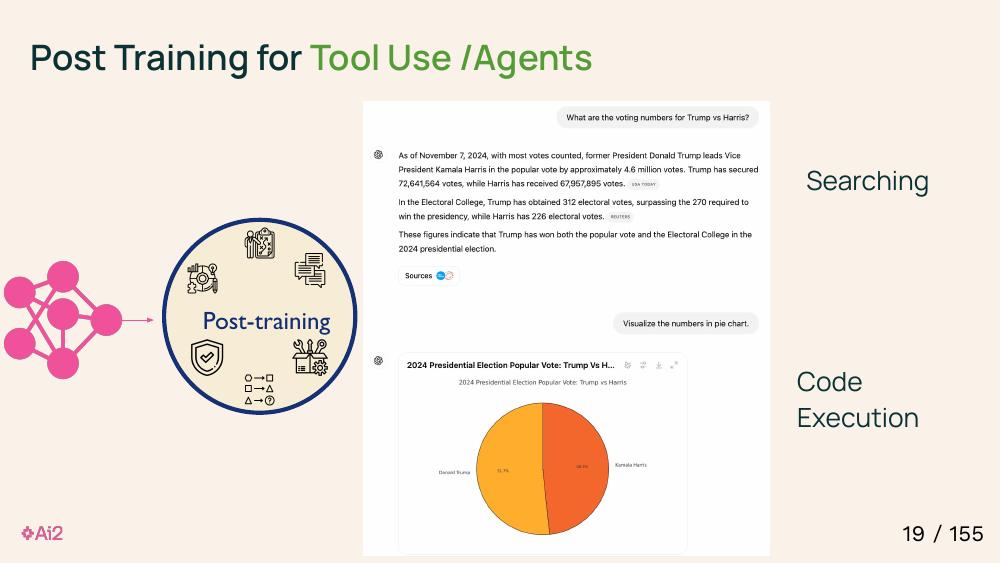 Post Training for Tool Use /Agents
What are the voting numbers for Trump vs Harris?
As of November 7, 2024, with most votes counted, former President Donald Trump leads Vice
President Kamala Harris in the popular vote by approximately 4.6 million votes. Trump has secured
72,641,564 votes, while Harris has received 67,957,895 votes. USA TODAY
In the Electoral College, Trump has obtained 312 electoral votes, surpassing the 270 required to
win the presidency, while Harris has 226 electoral votes. REUTERS
These figures indicate that Trump has won both the popular vote and the Electoral College in the
2024 presidential election.
Sources
Searching
Post-training
?
Visualize the numbers in pie chart.
2024 Presidential Election Popular Vote: Trump Vs H...
2024 Presidential Election Popular Vote: Trump vs Harris
Donald Trump
51.7%
48.3%
Kamala Harris
Code
Execution
Ai2
19 / 155